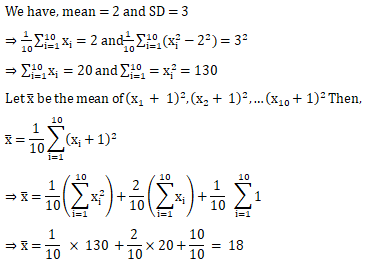 We have, mean = 2 and SD = 3
⇒ 1/10 ∑_{i=1}^{10} x_i = 2 and 1/10 ∑_{i=1}^{10} (x_i^2 − 2^2) = 3^2
⇒ ∑_{i=1}^{10} x_i = 20 and ∑_{i=1}^{10} = x_i^2 = 130
Let x̄ be the mean of (x_1 + 1)^2, (x_2 + 1)^2, ... (x_10 + 1)^2 Then,
x̄ = 1/10 ∑_{i=1}^{10} (x_i + 1)^2
⇒ x̄ = 1/10 (∑_{i=1}^{10} x_i^2) + 2/10 (∑_{i=1}^{10} x_i) + 1/10 ∑_{i=1}^{10} 1
⇒ x̄ = 1/10 × 130 + 2/10 × 20 + 10/10 = 18